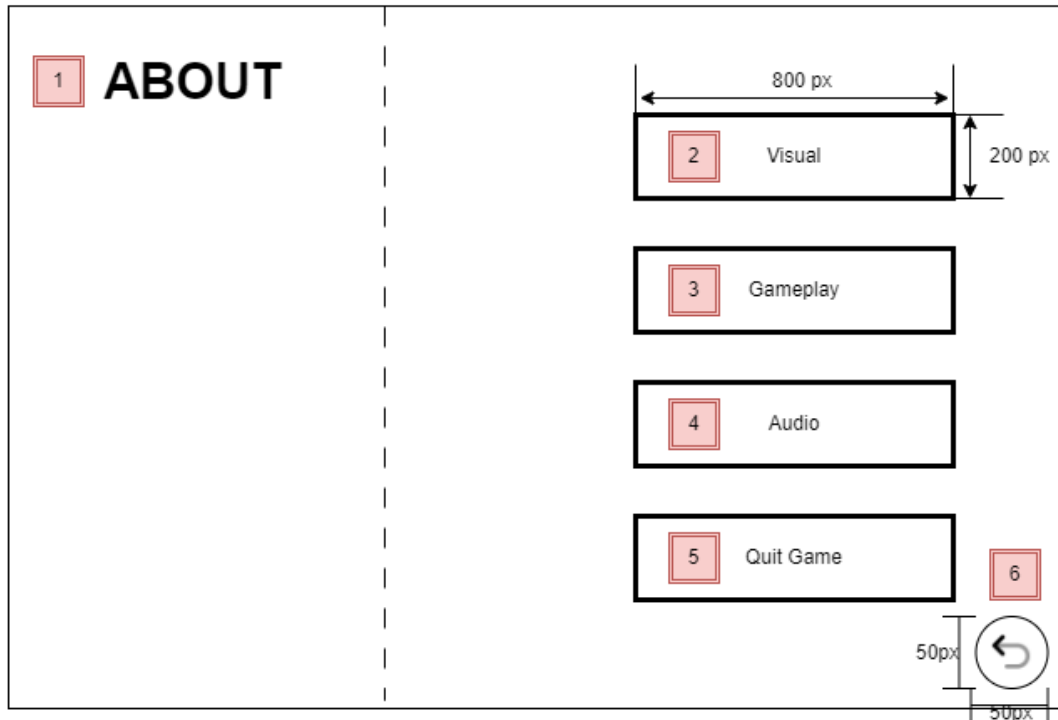 1 ABOUT
800 px
2 Visual
200 px
3 Gameplay
4 Audio
5 Quit Game
6
50px
50px